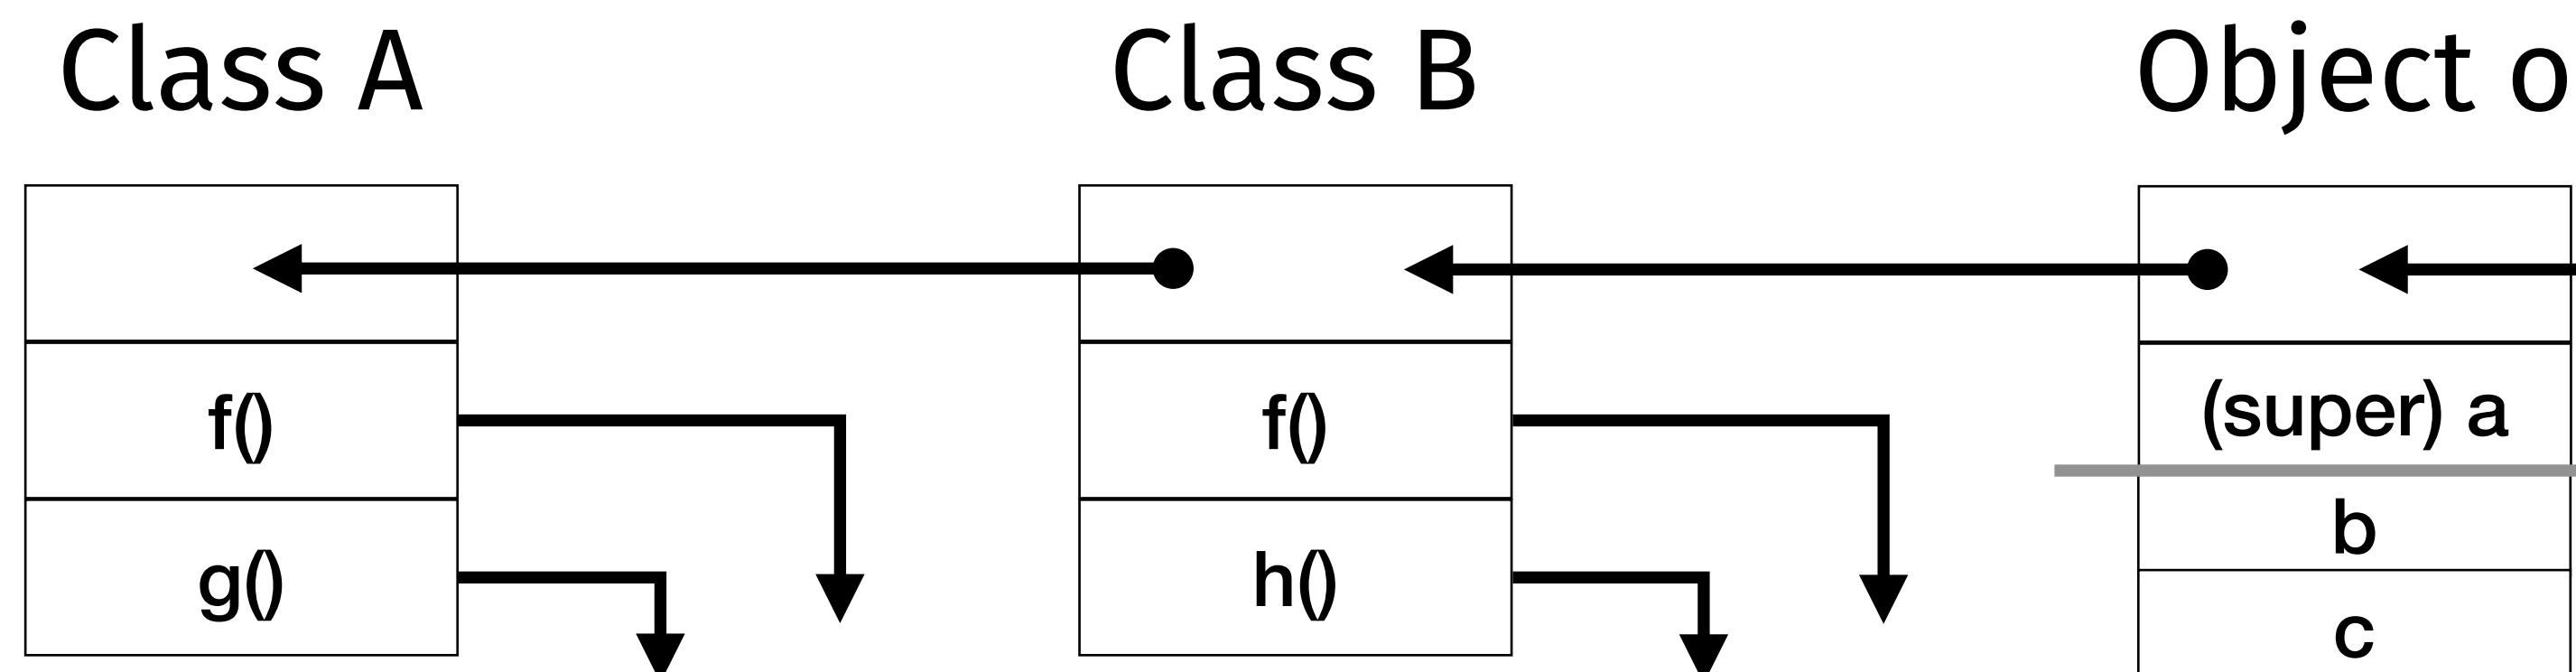 Class A
Class B
Object o
f()
g()
f()
h()
(super) a
b
c